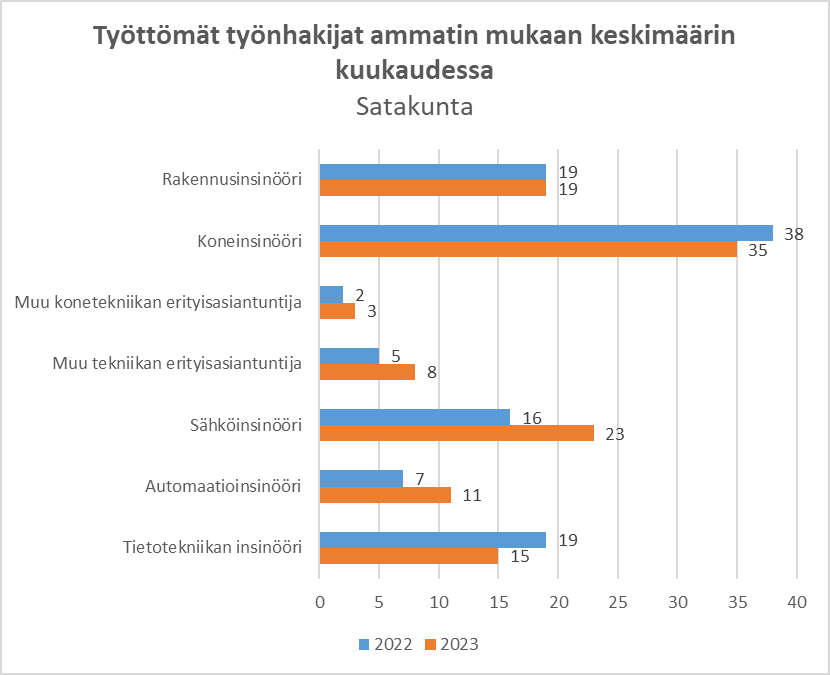 Työttömät työnhakijat ammatin mukaan keskimäärin
kuukaudessa
Satakunta
Rakennusinsinööri
19
19
Koneinsinööri
38
35
Muu konetekniikan erityisasiantuntija
2
3
Muu tekniikan erityisasiantuntija
5
8
Sähköinsinööri
16
23
Automaatioinsinööri
7
11
Tietotekniikan insinööri
19
15
0 5 10 15 20 25 30 35 40
2022 2023